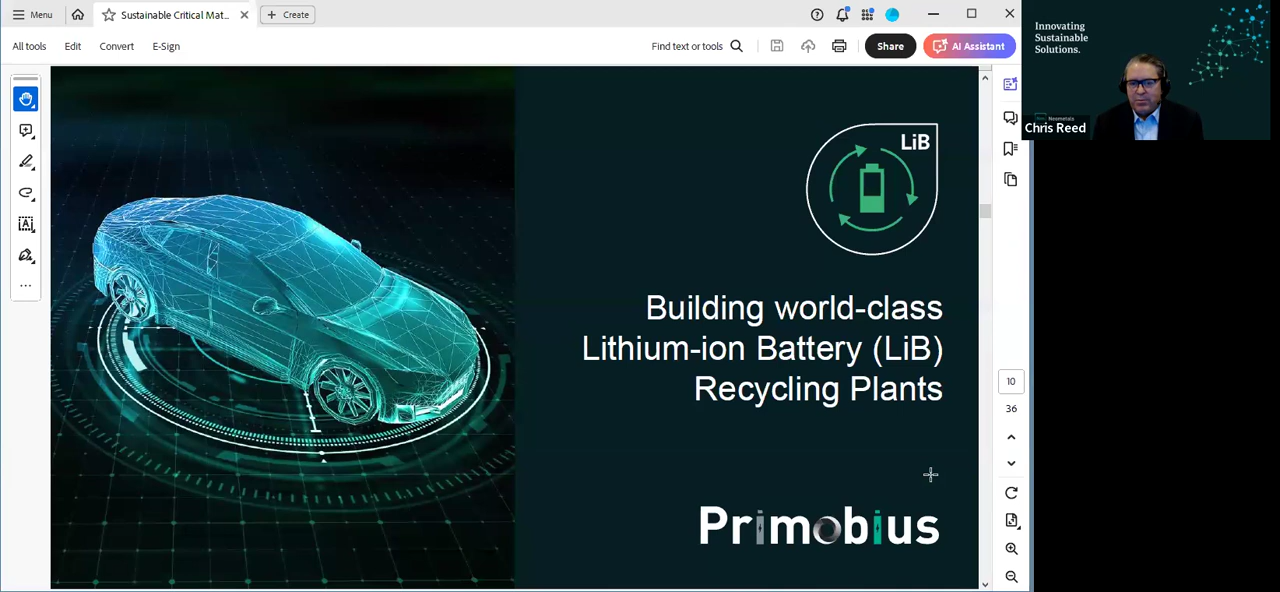 Menu
Sustainable Critical Mat...
Create
All tools
Edit
Convert
E-Sign
Find text or tools
Share
AI Assistant
LiB
Building world-class
Lithium-ion Battery (LiB)
Recycling Plants
Primobius
10
36
Innovating
Sustainable
Solutions.
Neometals
Chris Reed